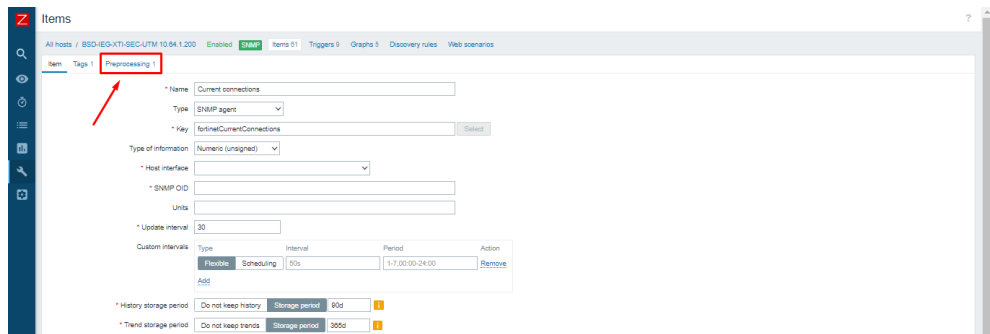 Z Items ?
All hosts / BSD-IEG-XTI-SEC-UTM 10.64.1.200 Enabled SNMP Items 61 Triggers 9 Graphs 5 Discovery rules Web scenarios
Item Tags 1 Preprocessing 1
* Name Current connections
Type SNMP agent
* Key fortinetCurrentConnections Select
Type of information Numeric (unsigned)
* Host interface
* SNMP OID
Units
* Update interval 30
Custom intervals Type Interval Period Action
Flexible Scheduling 50s 1-7,00:00-24:00 Remove
Add
* History storage period Do not keep history Storage period 90d
* Trend storage period Do not keep trends Storage period 365d